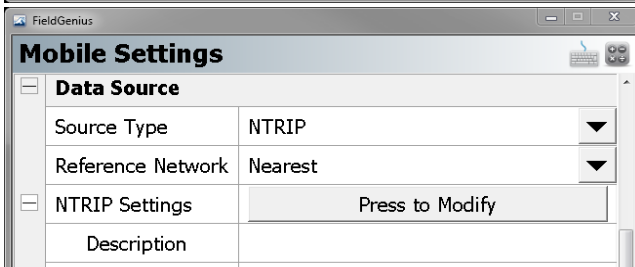 FieldGenius
Mobile Settings
Data Source
Source Type NTRIP
Reference Network Nearest
NTRIP Settings Press to Modify
Description